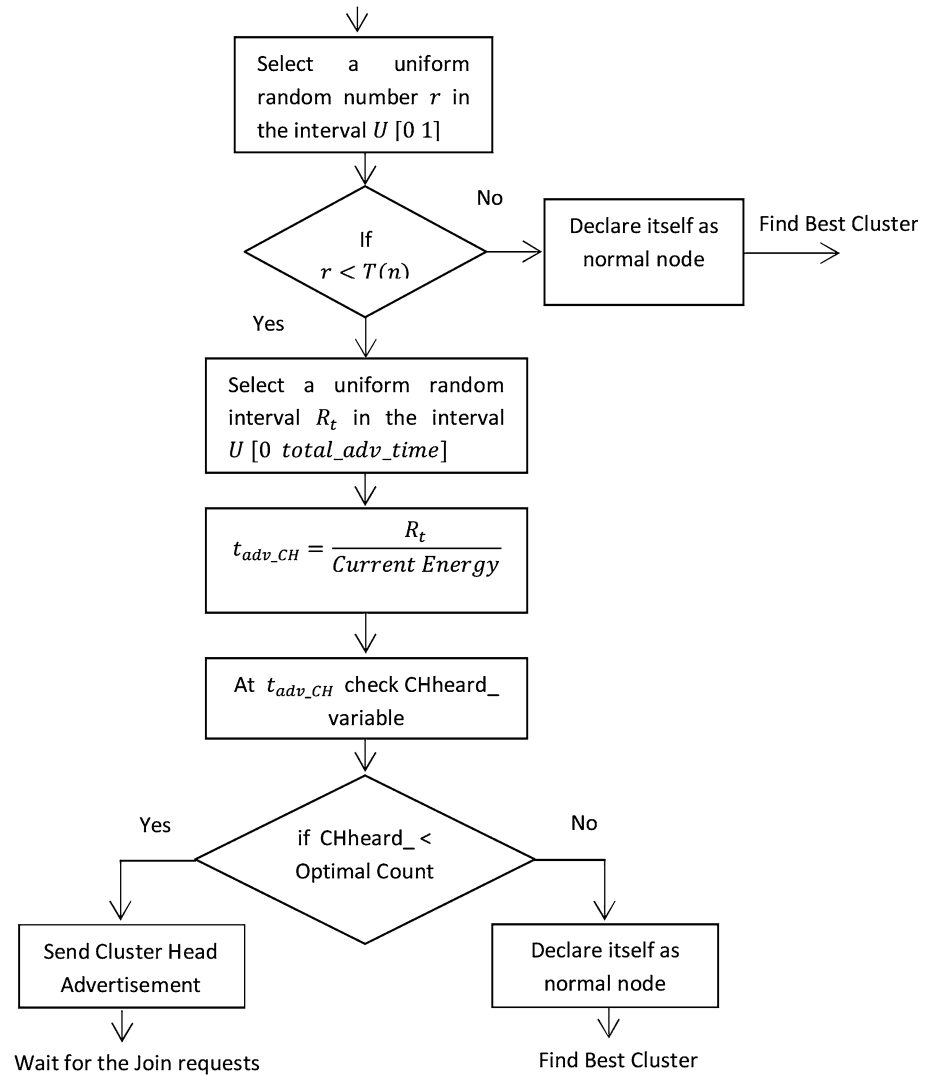 Select a uniform
random number r in
the interval U [0 1]
No
If
r < T(n)
Declare itself as
normal node
Find Best Cluster
Yes
Select a uniform random
interval Rₜ in the interval
U [0 total_adv_time]
t_adv_CH = Rₜ / Current Energy
At t_adv_CH check CHheard_
variable
Yes
No
if CHheard_ <
Optimal Count
Send Cluster Head
Advertisement
Declare itself as
normal node
Wait for the Join requests
Find Best Cluster